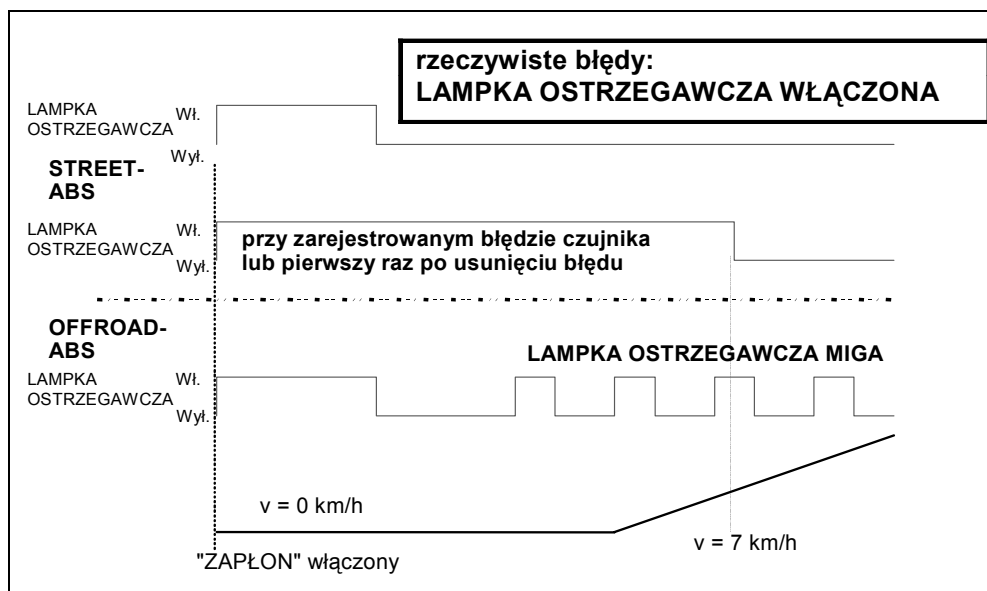 rzeczywiste błędy:
LAMPKA OSTRZEGAWCZA WŁĄCZONA
LAMPKA
OSTRZEGAWCZA
Wł.
Wył.
STREET-
ABS
LAMPKA
OSTRZEGAWCZA
Wł.
Wył.
przy zarejestrowanym błędzie czujnika
lub pierwszy raz po usunięciu błędu
OFFROAD-
ABS
LAMPKA OSTRZEGAWCZA MIGA
LAMPKA
OSTRZEGAWCZA
Wł.
Wył.
v = 0 km/h
v = 7 km/h
"ZAPŁON" włączony